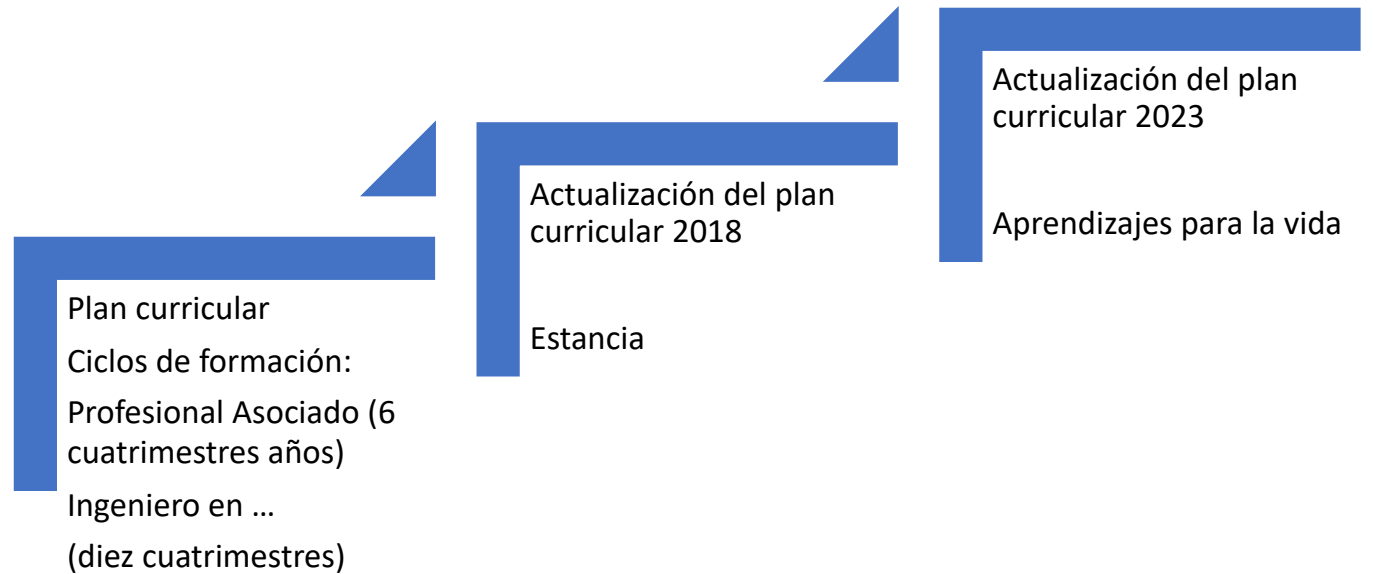 Plan curricular
Ciclos de formación:
Profesional Asociado (6
cuatrimestres años)
Ingeniero en …
(diez cuatrimestres)
Actualización del plan
curricular 2018
Estancia
Actualización del plan
curricular 2023
Aprendizajes para la vida